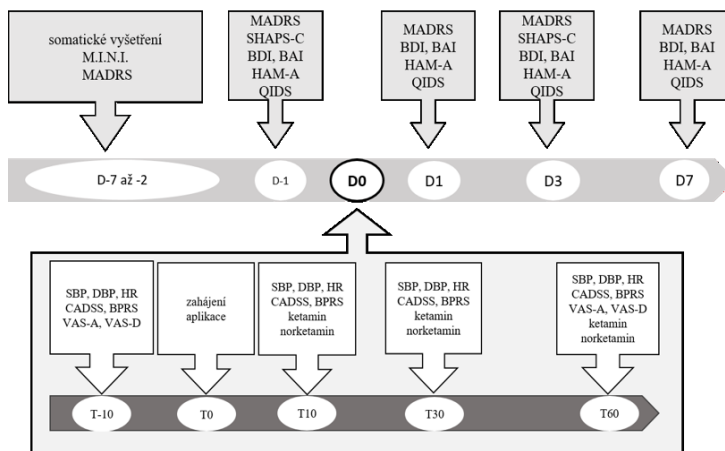 somatické vyšetření
M.I.N.I.
MADRS
MADRS
SHAPS-C
BDI, BAI
HAM-A
QIDS
MADRS
BDI, BAI
HAM-A
QIDS
MADRS
SHAPS-C
BDI, BAI
HAM-A
QIDS
MADRS
BDI, BAI
HAM-A
QIDS
D-7 až -2
D-1
D0
D1
D3
D7
SBP, DBP, HR
CADSS, BPRS
VAS-A, VAS-D
zahájení
aplikace
SBP, DBP, HR
CADSS, BPRS
ketamin
norketamin
SBP, DBP, HR
CADSS, BPRS
ketamin
norketamin
SBP, DBP, HR
CADSS, BPRS
VAS-A, VAS-D
ketamin
norketamin
T-10
T0
T10
T30
T60